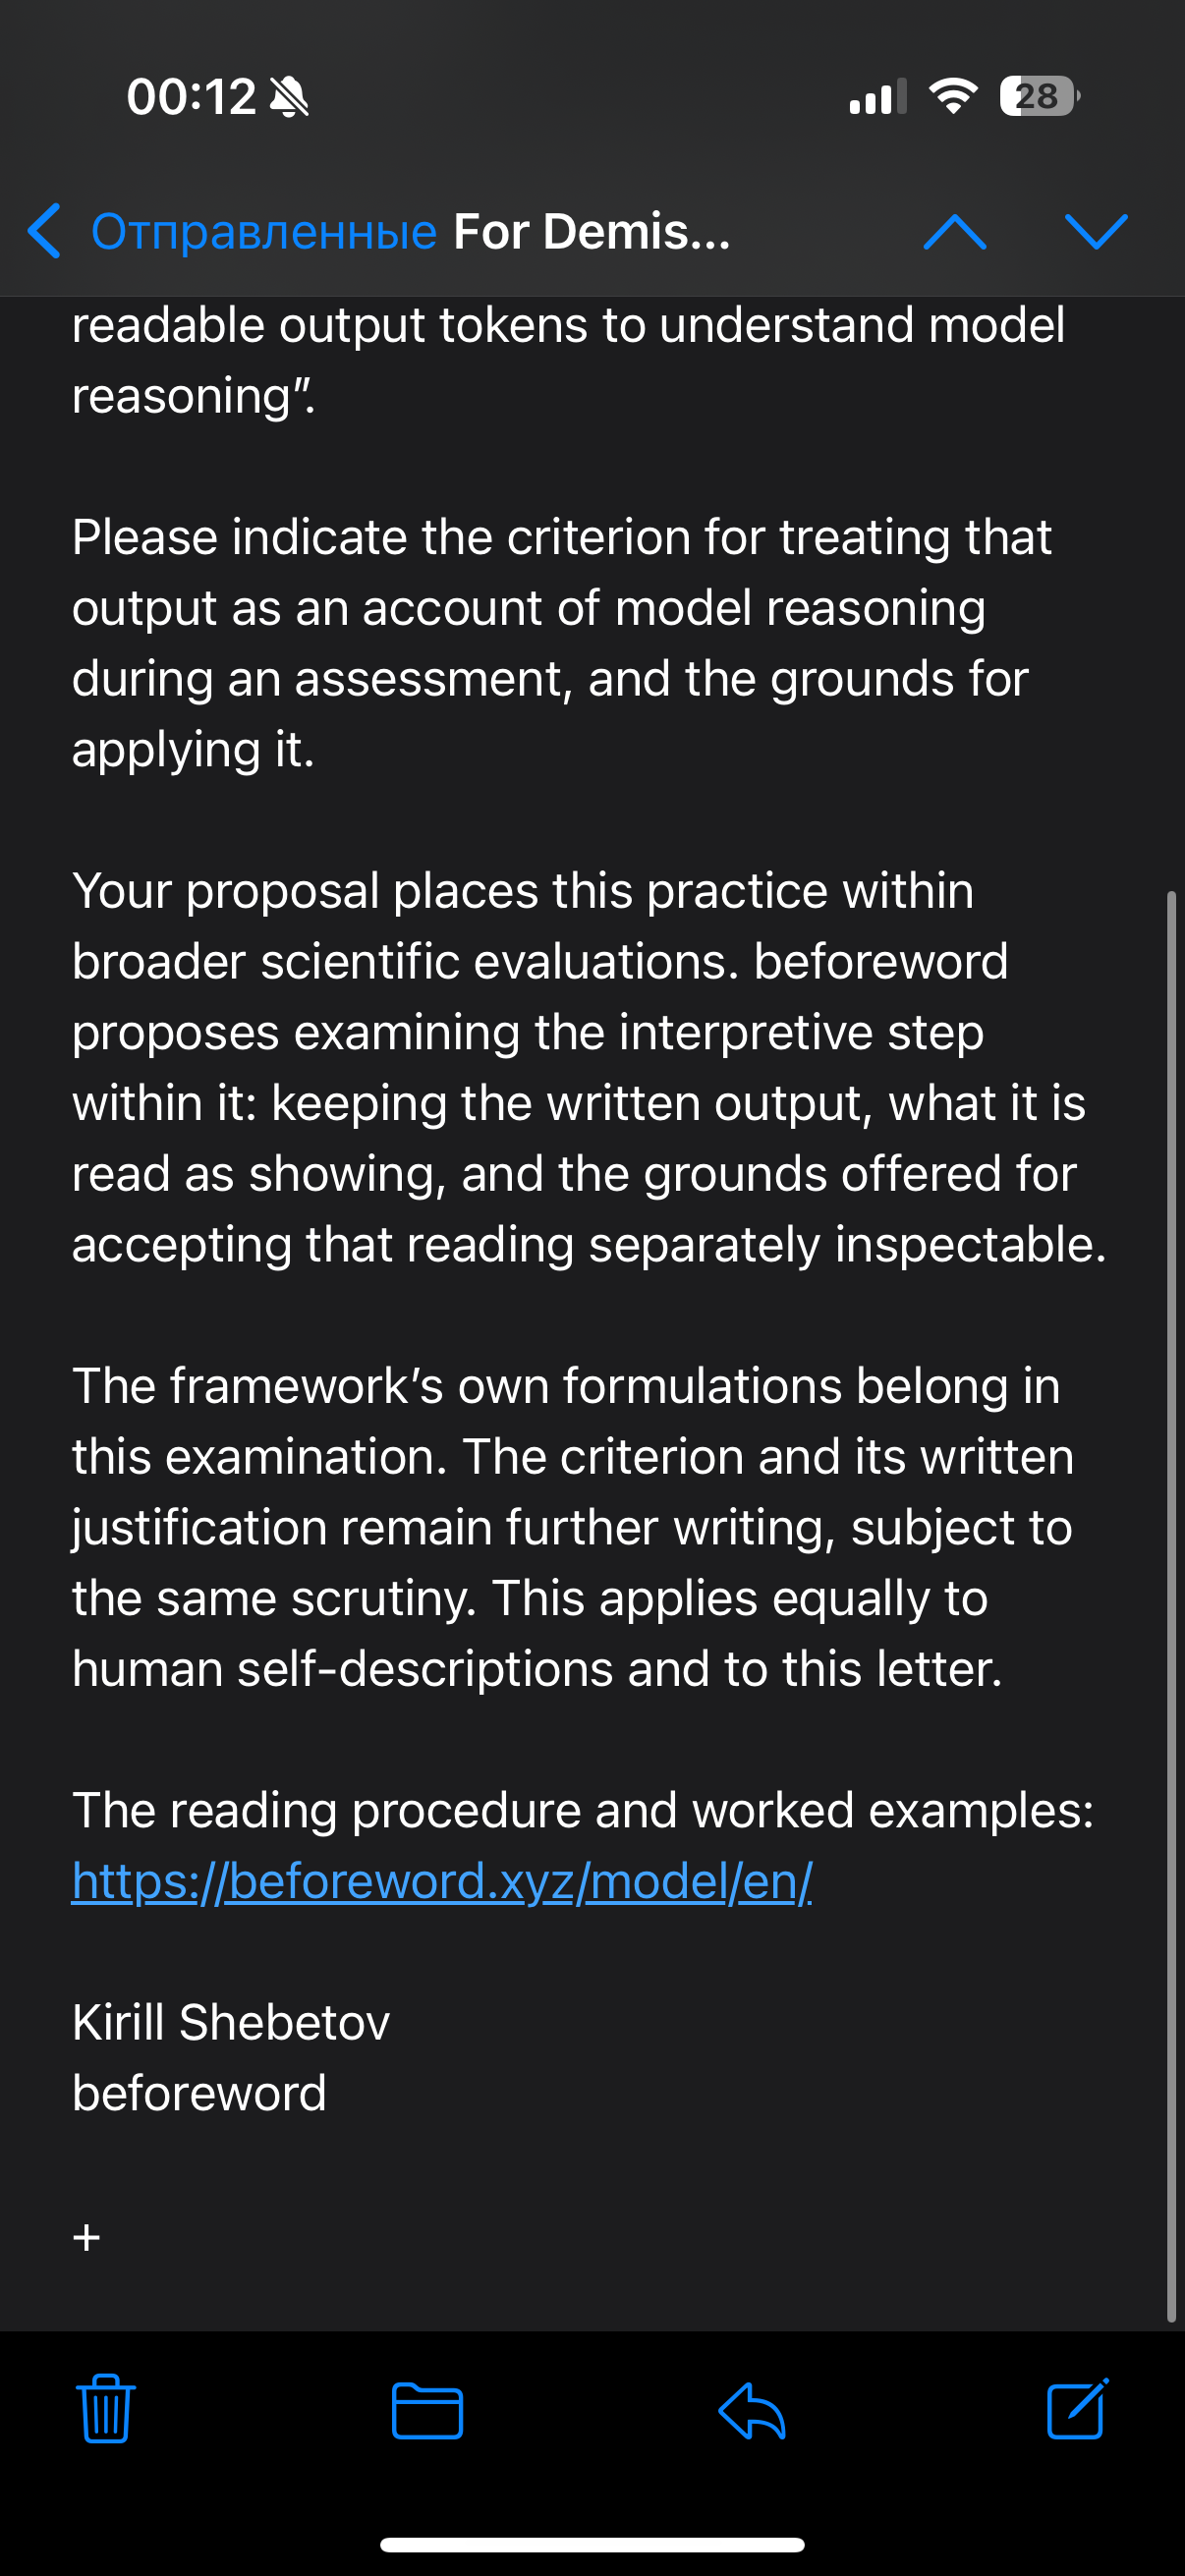 00:12
28
Отправленные For Demis...
readable output tokens to understand model
reasoning”.
Please indicate the criterion for treating that
output as an account of model reasoning
during an assessment, and the grounds for
applying it.
Your proposal places this practice within
broader scientific evaluations. beforeword
proposes examining the interpretive step
within it: keeping the written output, what it is
read as showing, and the grounds offered for
accepting that reading separately inspectable.
The framework’s own formulations belong in
this examination. The criterion and its written
justification remain further writing, subject to
the same scrutiny. This applies equally to
human self-descriptions and to this letter.
The reading procedure and worked examples:
https://beforeword.xyz/model/en/
Kirill Shebetov
beforeword
+